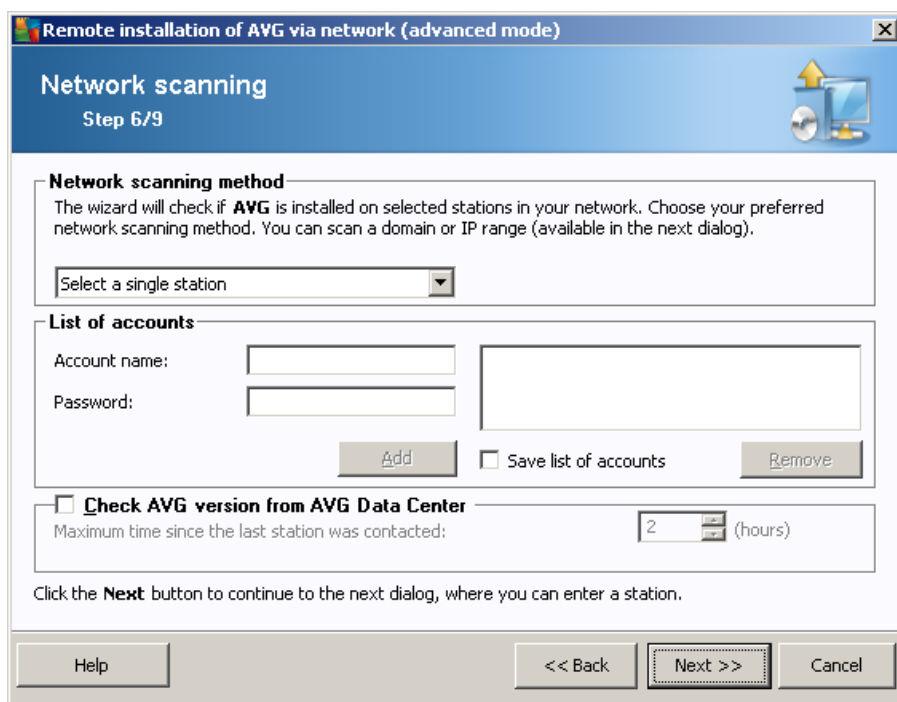 Remote installation of AVG via network (advanced mode)
Network scanning
Step 6/9
Network scanning method
The wizard will check if AVG is installed on selected stations in your network. Choose your preferred
network scanning method. You can scan a domain or IP range (available in the next dialog).
Select a single station
List of accounts
Account name:
Password:
Add
Save list of accounts
Remove
Check AVG version from AVG Data Center
Maximum time since the last station was contacted:
2
(hours)
Click the Next button to continue to the next dialog, where you can enter a station.
Help
<< Back
Next >>
Cancel